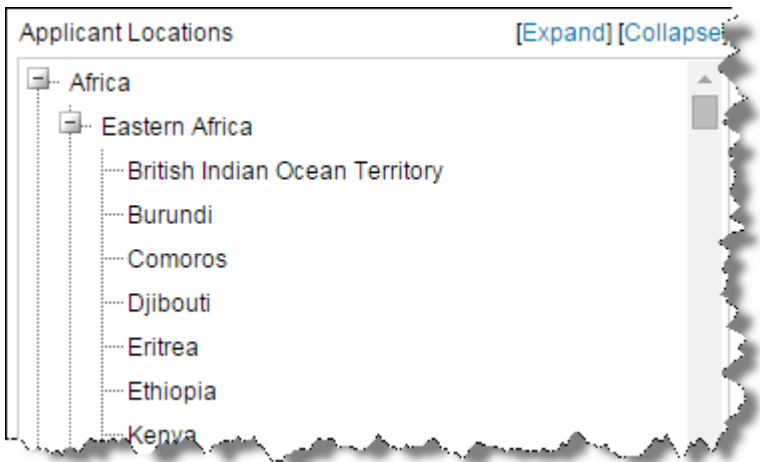 Applicant Locations [Expand] [Collapse]
Africa
Eastern Africa
British Indian Ocean Territory
Burundi
Comoros
Djibouti
Eritrea
Ethiopia
Kenya